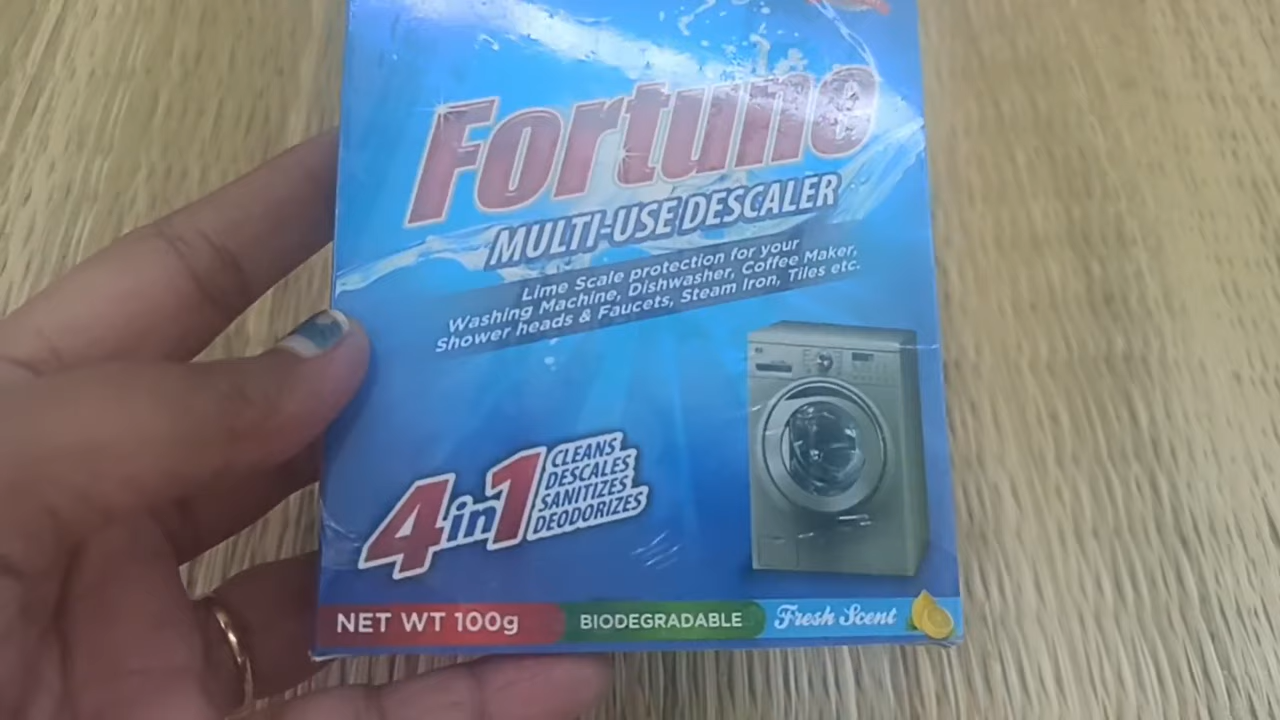 Fortune
MULTI-USE DESCALER
Lime Scale protection for your
Washing Machine, Dishwasher, Coffee Maker,
Shower heads & Faucets, Steam Iron, Tiles etc.
4in1
CLEANS
DESCALES
SANITIZES
DEODORIZES
NET WT 100g
BIODEGRADABLE
Fresh Scent